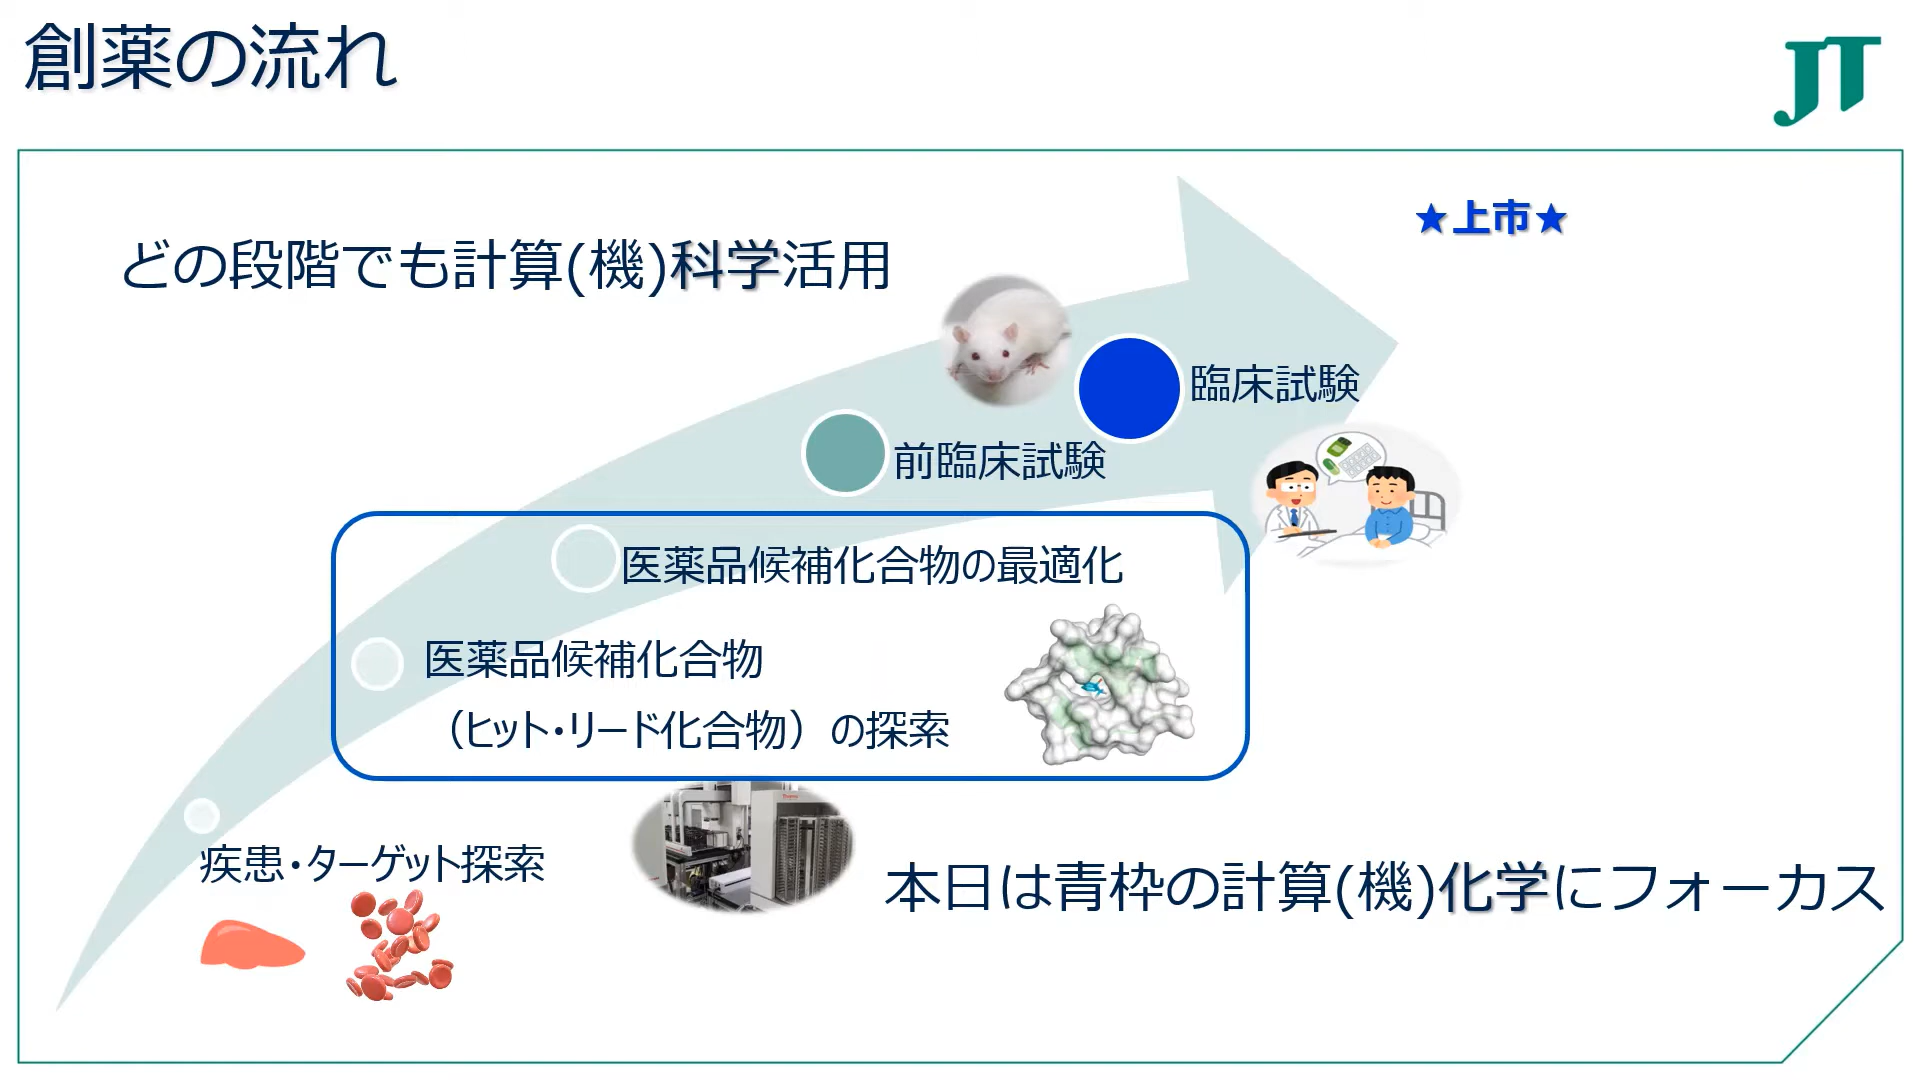 創薬の流れ
JT
★上市★
どの段階でも計算(機)科学活用
臨床試験
前臨床試験
医薬品候補化合物の最適化
医薬品候補化合物
（ヒット・リード化合物）の探索
疾患・ターゲット探索
本日は青枠の計算(機)化学にフォーカス